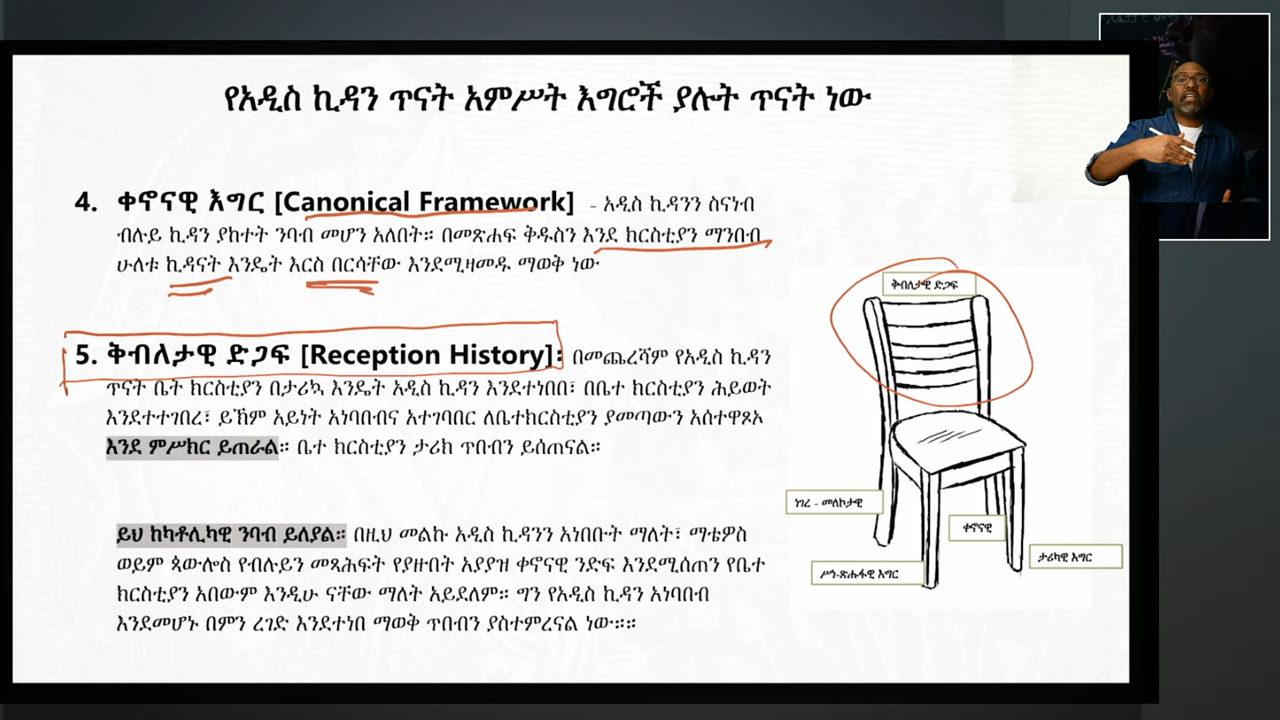 የአዲስ ኪዳን ጥናት አምሥት እግሮች ያሉት ጥናት ነው
4. ቀኖናዊ እግር [Canonical Framework] - አዲስ ኪዳንን ስናነብ
ብሉይ ኪዳን ያከተት ንባብ መሆን አለበት። በመጽሐፍ ቅዱስን እንደ ክርስቲያን ማንበብ
ሁለቱ ኪዳናት እንዴት እርስ በርሳቸው እንደሚዛመዱ ማወቅ ነው
5. ቅብለታዊ ድጋፍ [Reception History]፡ በመጨረሻም የአዲስ ኪዳን
ጥናት ቤት ክርስቲያን በታሪኳ እንዴት አዲስ ኪዳን እንደተነበበ፣ በቤተ ክርስቲያን ሕይወት
እንደተተገበረ፣ ይኽም አይነት አነባበብና አተገባበር ለቤተክርስቲያን ያመጣውን አስተዋጾኦ
እንደ ምሥክር ይጠራል። ቤተ ክርስቲያን ታሪክ ጥበብን ይሰጠናል።
ይህ ከካቶሊካዊ ንባብ ይለያል። በዚህ መልኩ አዲስ ኪዳንን አነበቡት ማለት፣ ማቴዎስ
ወይም ጳውሎስ የብሉይን መጻሕፍት የያዙበት አያያዝ ቀኖናዊ ንድፍ እንደሚሰጠን የቤተ
ክርስቲያን አበውም እንዲሁ ናቸው ማለት አይደለም። ግን የአዲስ ኪዳን አነባበብ
እንደመሆኑ በምን ረገድ እንደተነበ ማወቅ ጥበብን ያስተምረናል ነው።።
ቅብለታዊ ድጋፍ
ነገረ - መለኮታዊ
ቀኖናዊ
ታሪካዊ እግር
ሥነ-ጽሑፋዊ እግር